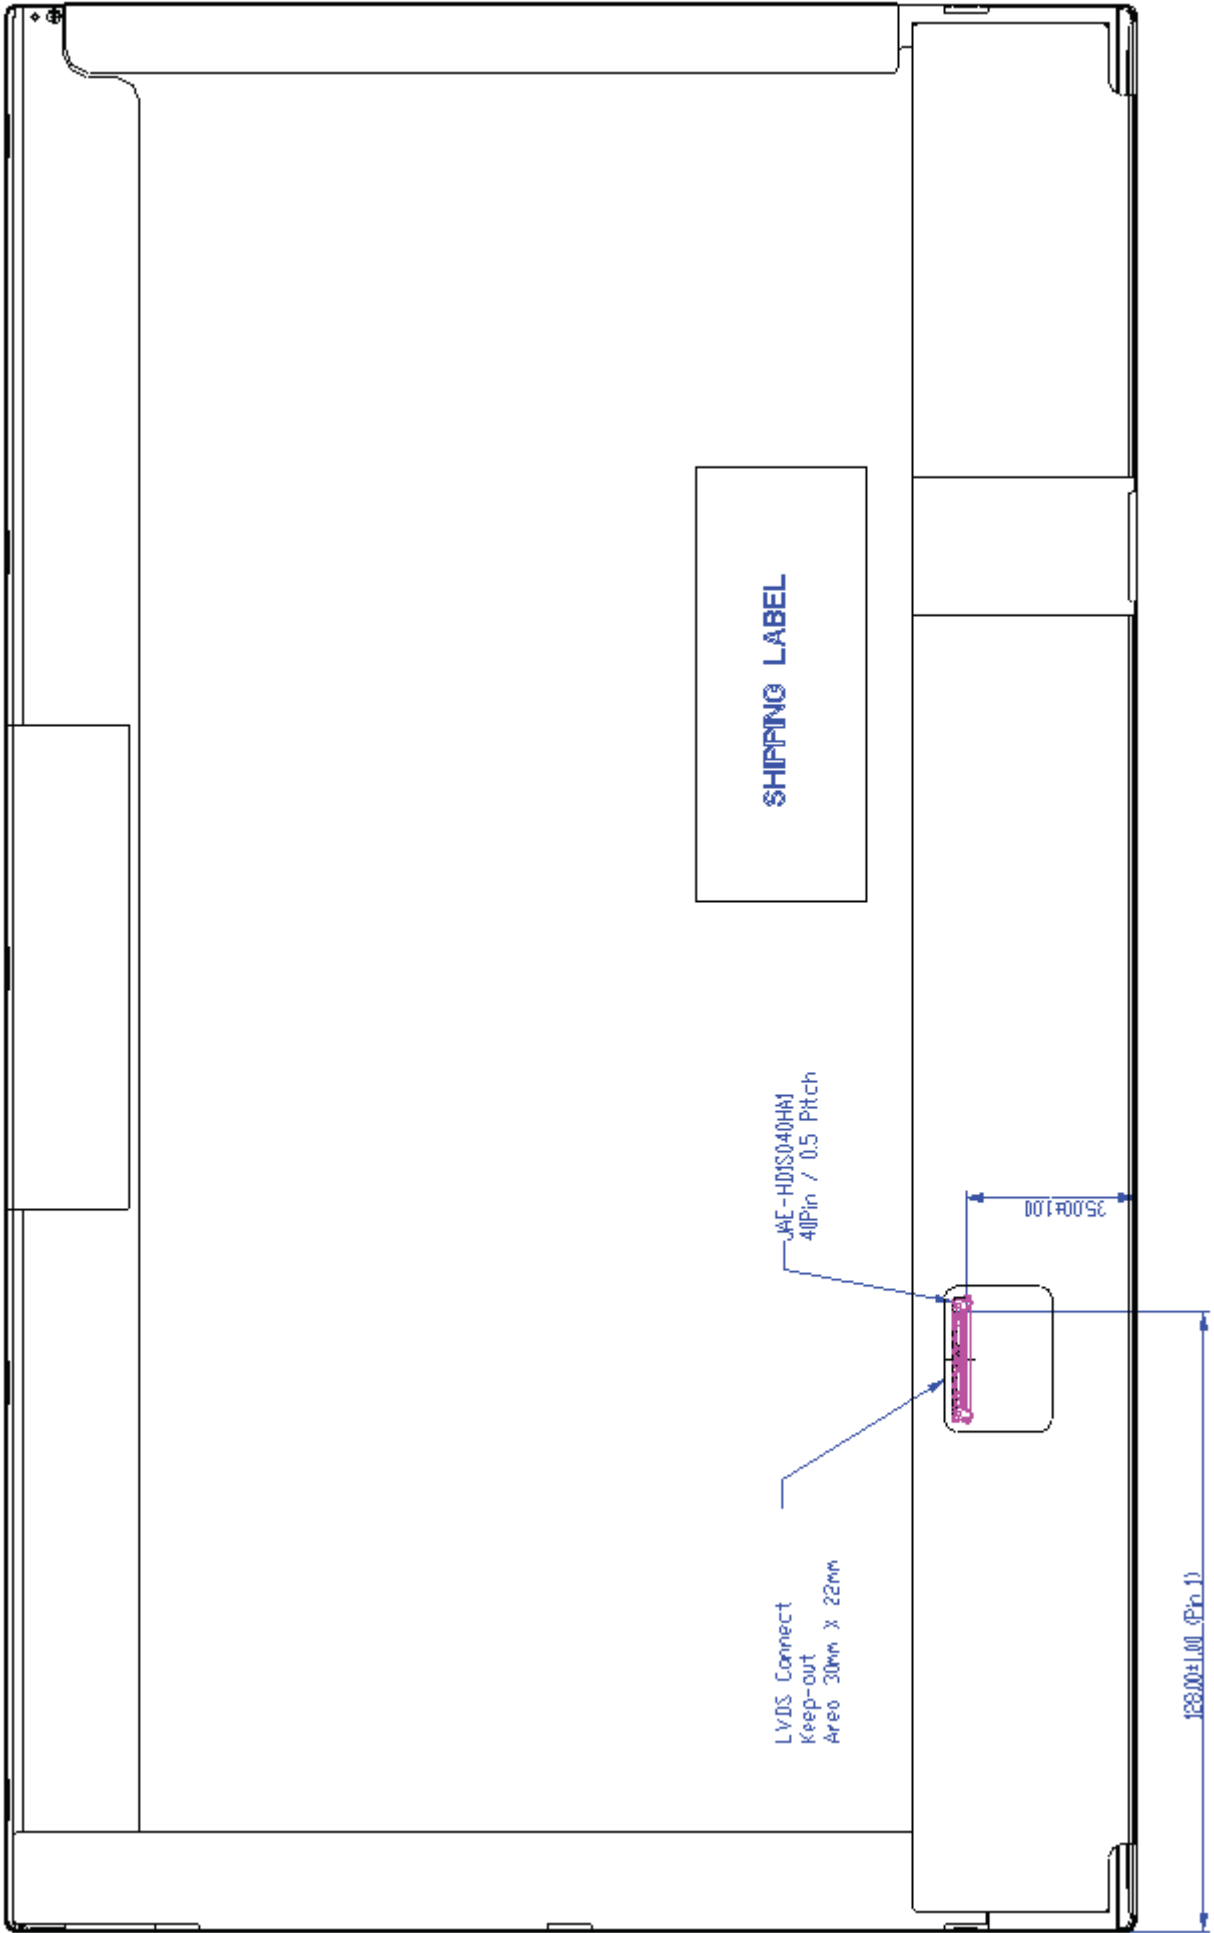 SHIPPING LABEL
JAE-HD1S040HA1
40Pin / 0.5 Pitch
35.00±1.00
LVDS Connect
Keep-out
Area 30mm X 22mm
128.00±1.00 (Pin 1)